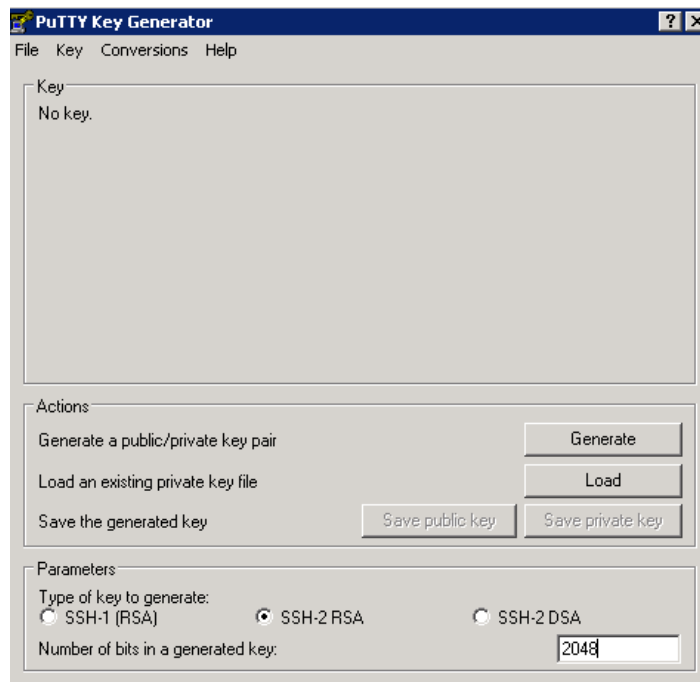 PuTTY Key Generator ? X
File Key Conversions Help
Key
No key.
Actions
Generate a public/private key pair Generate
Load an existing private key file Load
Save the generated key Save public key Save private key
Parameters
Type of key to generate:
SSH-1 (RSA) SSH-2 RSA SSH-2 DSA
Number of bits in a generated key: 2048